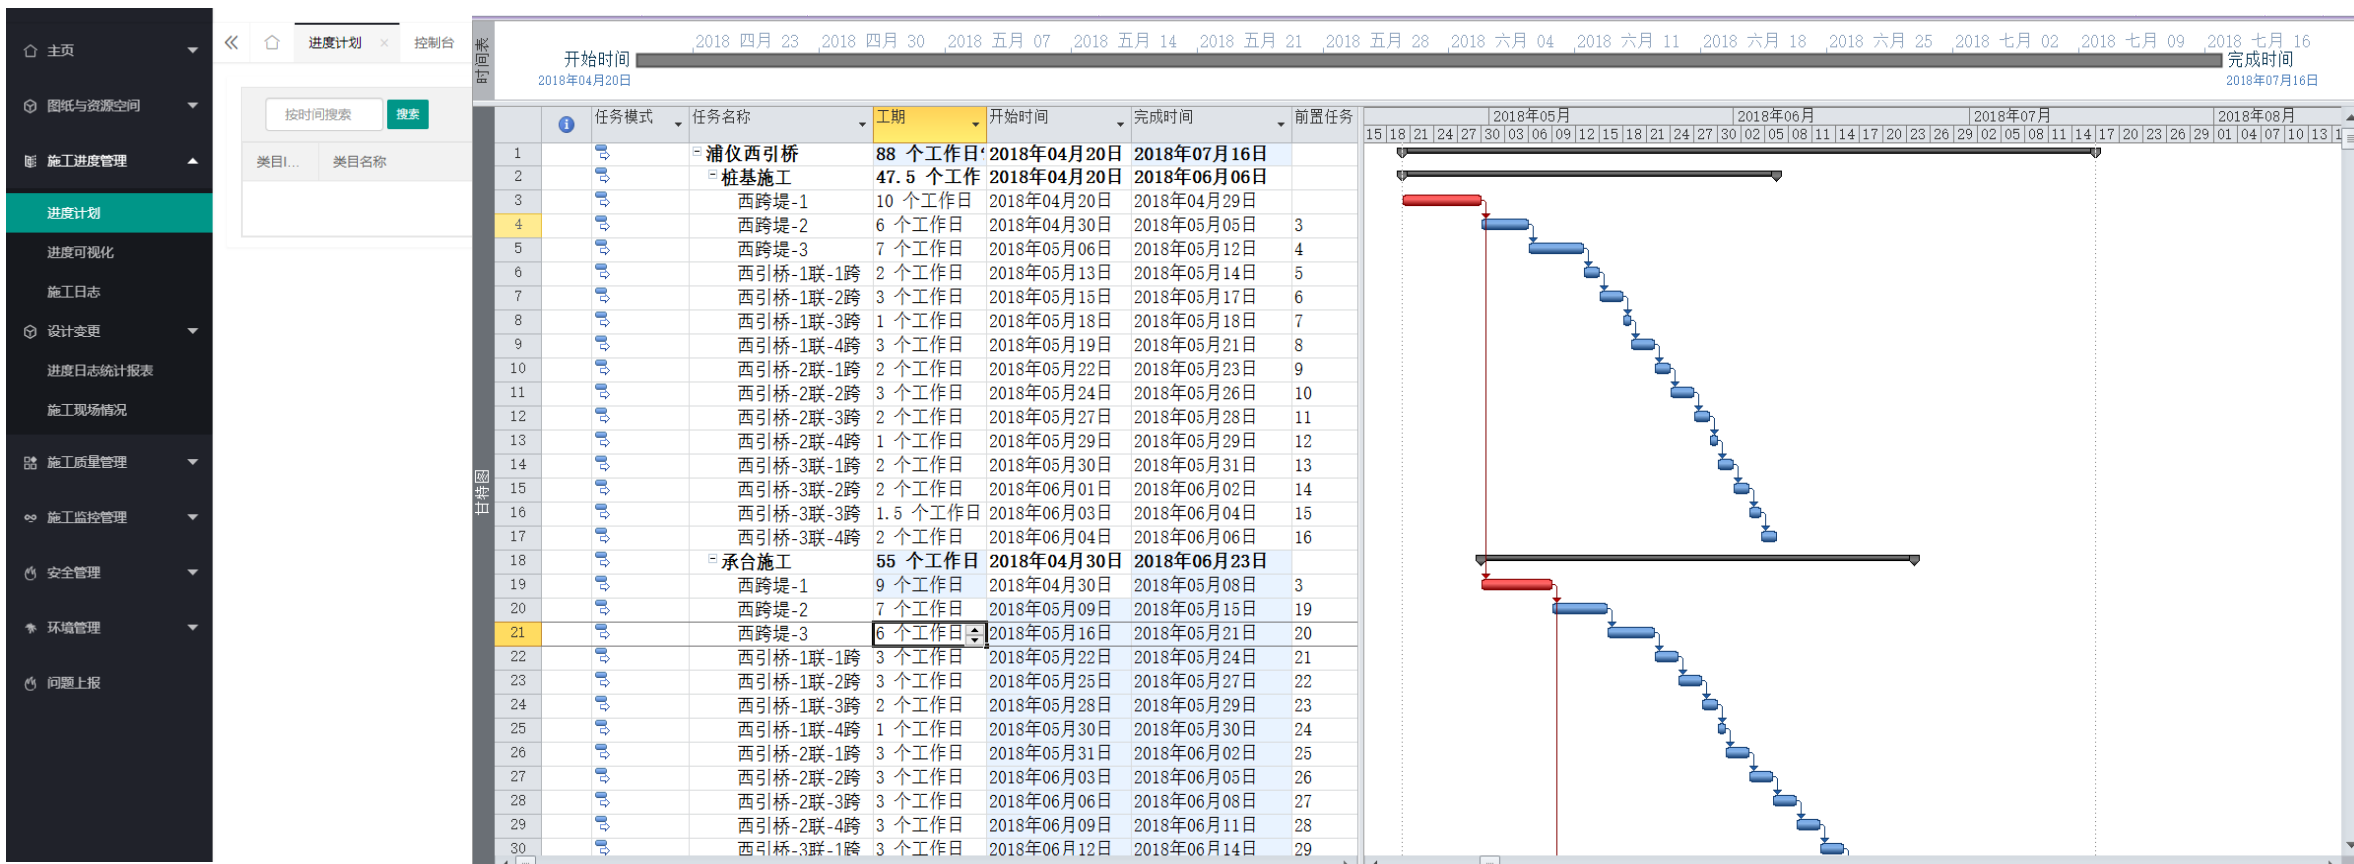 主页
图纸与资源空间
施工进度管理
进度计划
进度可视化
施工日志
设计变更
进度日志统计报表
施工现场情况
施工质量管理
施工监控管理
安全管理
环境管理
问题上报
进度计划 × 控制台
按时间搜索 搜索
类目I... 类目名称
时间表
2018 四月 23 2018 四月 30 2018 五月 07 2018 五月 14 2018 五月 21 2018 五月 28 2018 六月 04 2018 六月 11 2018 六月 18 2018 六月 25 2018 七月 02 2018 七月 09 2018 七月 16
开始时间 完成时间
2018年04月20日 2018年07月16日
甘特图
任务模式 任务名称 工期 开始时间 完成时间 前置任务
2018年05月 2018年06月 2018年07月 2018年08月
15 18 21 24 27 30 03 06 09 12 15 18 21 24 27 30 02 05 08 11 14 17 20 23 26 29 02 05 08 11 14 17 20 23 26 29 01 04 07 10 13
1 浦仪西引桥 88 个工作日 2018年04月20日 2018年07月16日
2 桩基施工 47.5 个工作 2018年04月20日 2018年06月06日
3 西跨堤-1 10 个工作日 2018年04月20日 2018年04月29日
4 西跨堤-2 6 个工作日 2018年04月30日 2018年05月05日 3
5 西跨堤-3 7 个工作日 2018年05月06日 2018年05月12日 4
6 西引桥-1联-1跨 2 个工作日 2018年05月13日 2018年05月14日 5
7 西引桥-1联-2跨 3 个工作日 2018年05月15日 2018年05月17日 6
8 西引桥-1联-3跨 1 个工作日 2018年05月18日 2018年05月18日 7
9 西引桥-1联-4跨 3 个工作日 2018年05月19日 2018年05月21日 8
10 西引桥-2联-1跨 2 个工作日 2018年05月22日 2018年05月23日 9
11 西引桥-2联-2跨 3 个工作日 2018年05月24日 2018年05月26日 10
12 西引桥-2联-3跨 2 个工作日 2018年05月27日 2018年05月28日 11
13 西引桥-2联-4跨 1 个工作日 2018年05月29日 2018年05月29日 12
14 西引桥-3联-1跨 2 个工作日 2018年05月30日 2018年05月31日 13
15 西引桥-3联-2跨 2 个工作日 2018年06月01日 2018年06月02日 14
16 西引桥-3联-3跨 1.5 个工作日 2018年06月03日 2018年06月04日 15
17 西引桥-3联-4跨 2 个工作日 2018年06月04日 2018年06月06日 16
18 承台施工 55 个工作日 2018年04月30日 2018年06月23日
19 西跨堤-1 9 个工作日 2018年04月30日 2018年05月08日 3
20 西跨堤-2 7 个工作日 2018年05月09日 2018年05月15日 19
21 西跨堤-3 6 个工作日 2018年05月16日 2018年05月21日 20
22 西引桥-1联-1跨 3 个工作日 2018年05月22日 2018年05月24日 21
23 西引桥-1联-2跨 3 个工作日 2018年05月25日 2018年05月27日 22
24 西引桥-1联-3跨 2 个工作日 2018年05月28日 2018年05月29日 23
25 西引桥-1联-4跨 1 个工作日 2018年05月30日 2018年05月30日 24
26 西引桥-2联-1跨 3 个工作日 2018年05月31日 2018年06月02日 25
27 西引桥-2联-2跨 3 个工作日 2018年06月03日 2018年06月05日 26
28 西引桥-2联-3跨 3 个工作日 2018年06月06日 2018年06月08日 27
29 西引桥-2联-4跨 3 个工作日 2018年06月09日 2018年06月11日 28
30 西引桥-3联-1跨 3 个工作日 2018年06月12日 2018年06月14日 29